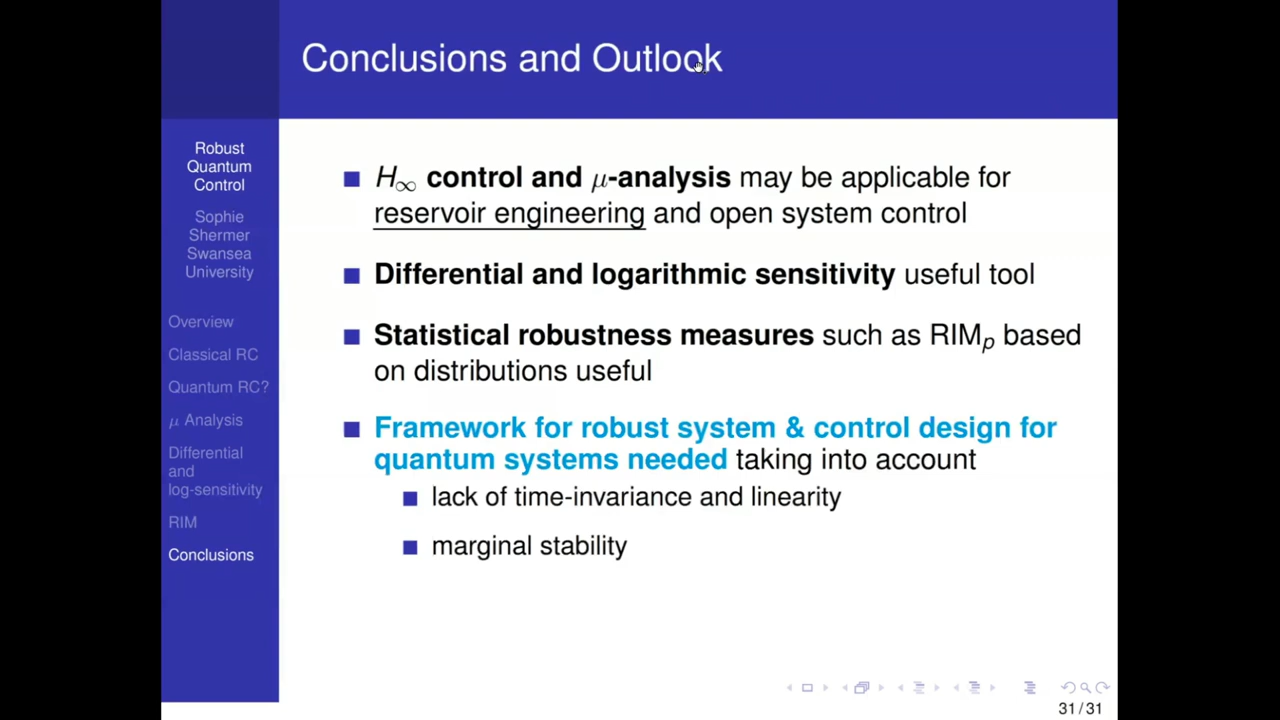 Conclusions and Outlook
Robust
Quantum
Control
Sophie
Shermer
Swansea
University
Overview
Classical RC
Quantum RC?
μ Analysis
Differential
and
log-sensitivity
RIM
Conclusions
H∞ control and μ-analysis may be applicable for
reservoir engineering and open system control
Differential and logarithmic sensitivity useful tool
Statistical robustness measures such as RIMp based
on distributions useful
Framework for robust system & control design for
quantum systems needed taking into account
lack of time-invariance and linearity
marginal stability
31/31